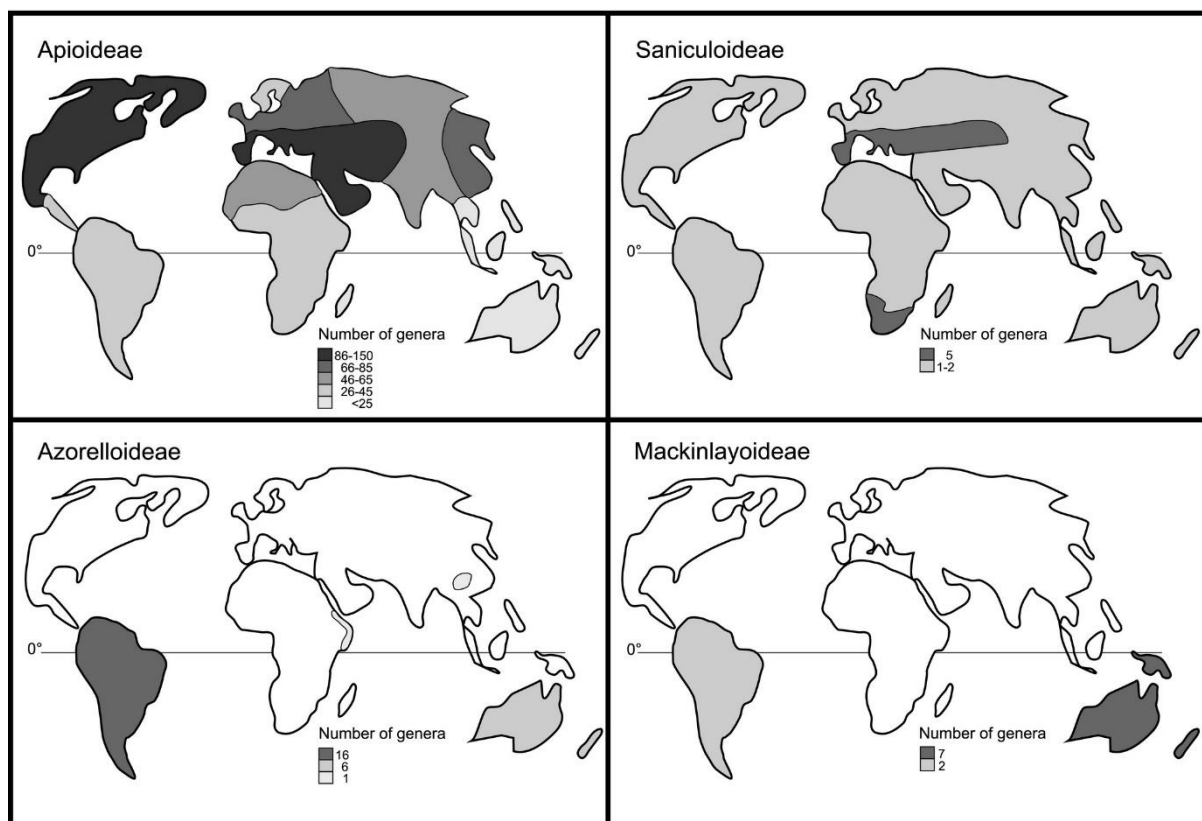 Apioideae
0°
Number of genera
86-150
66-85
46-65
26-45
<25
Saniculoideae
0°
Number of genera
5
1-2
Azorelloideae
0°
Number of genera
16
6
1
Mackinlayoideae
0°
Number of genera
7
2